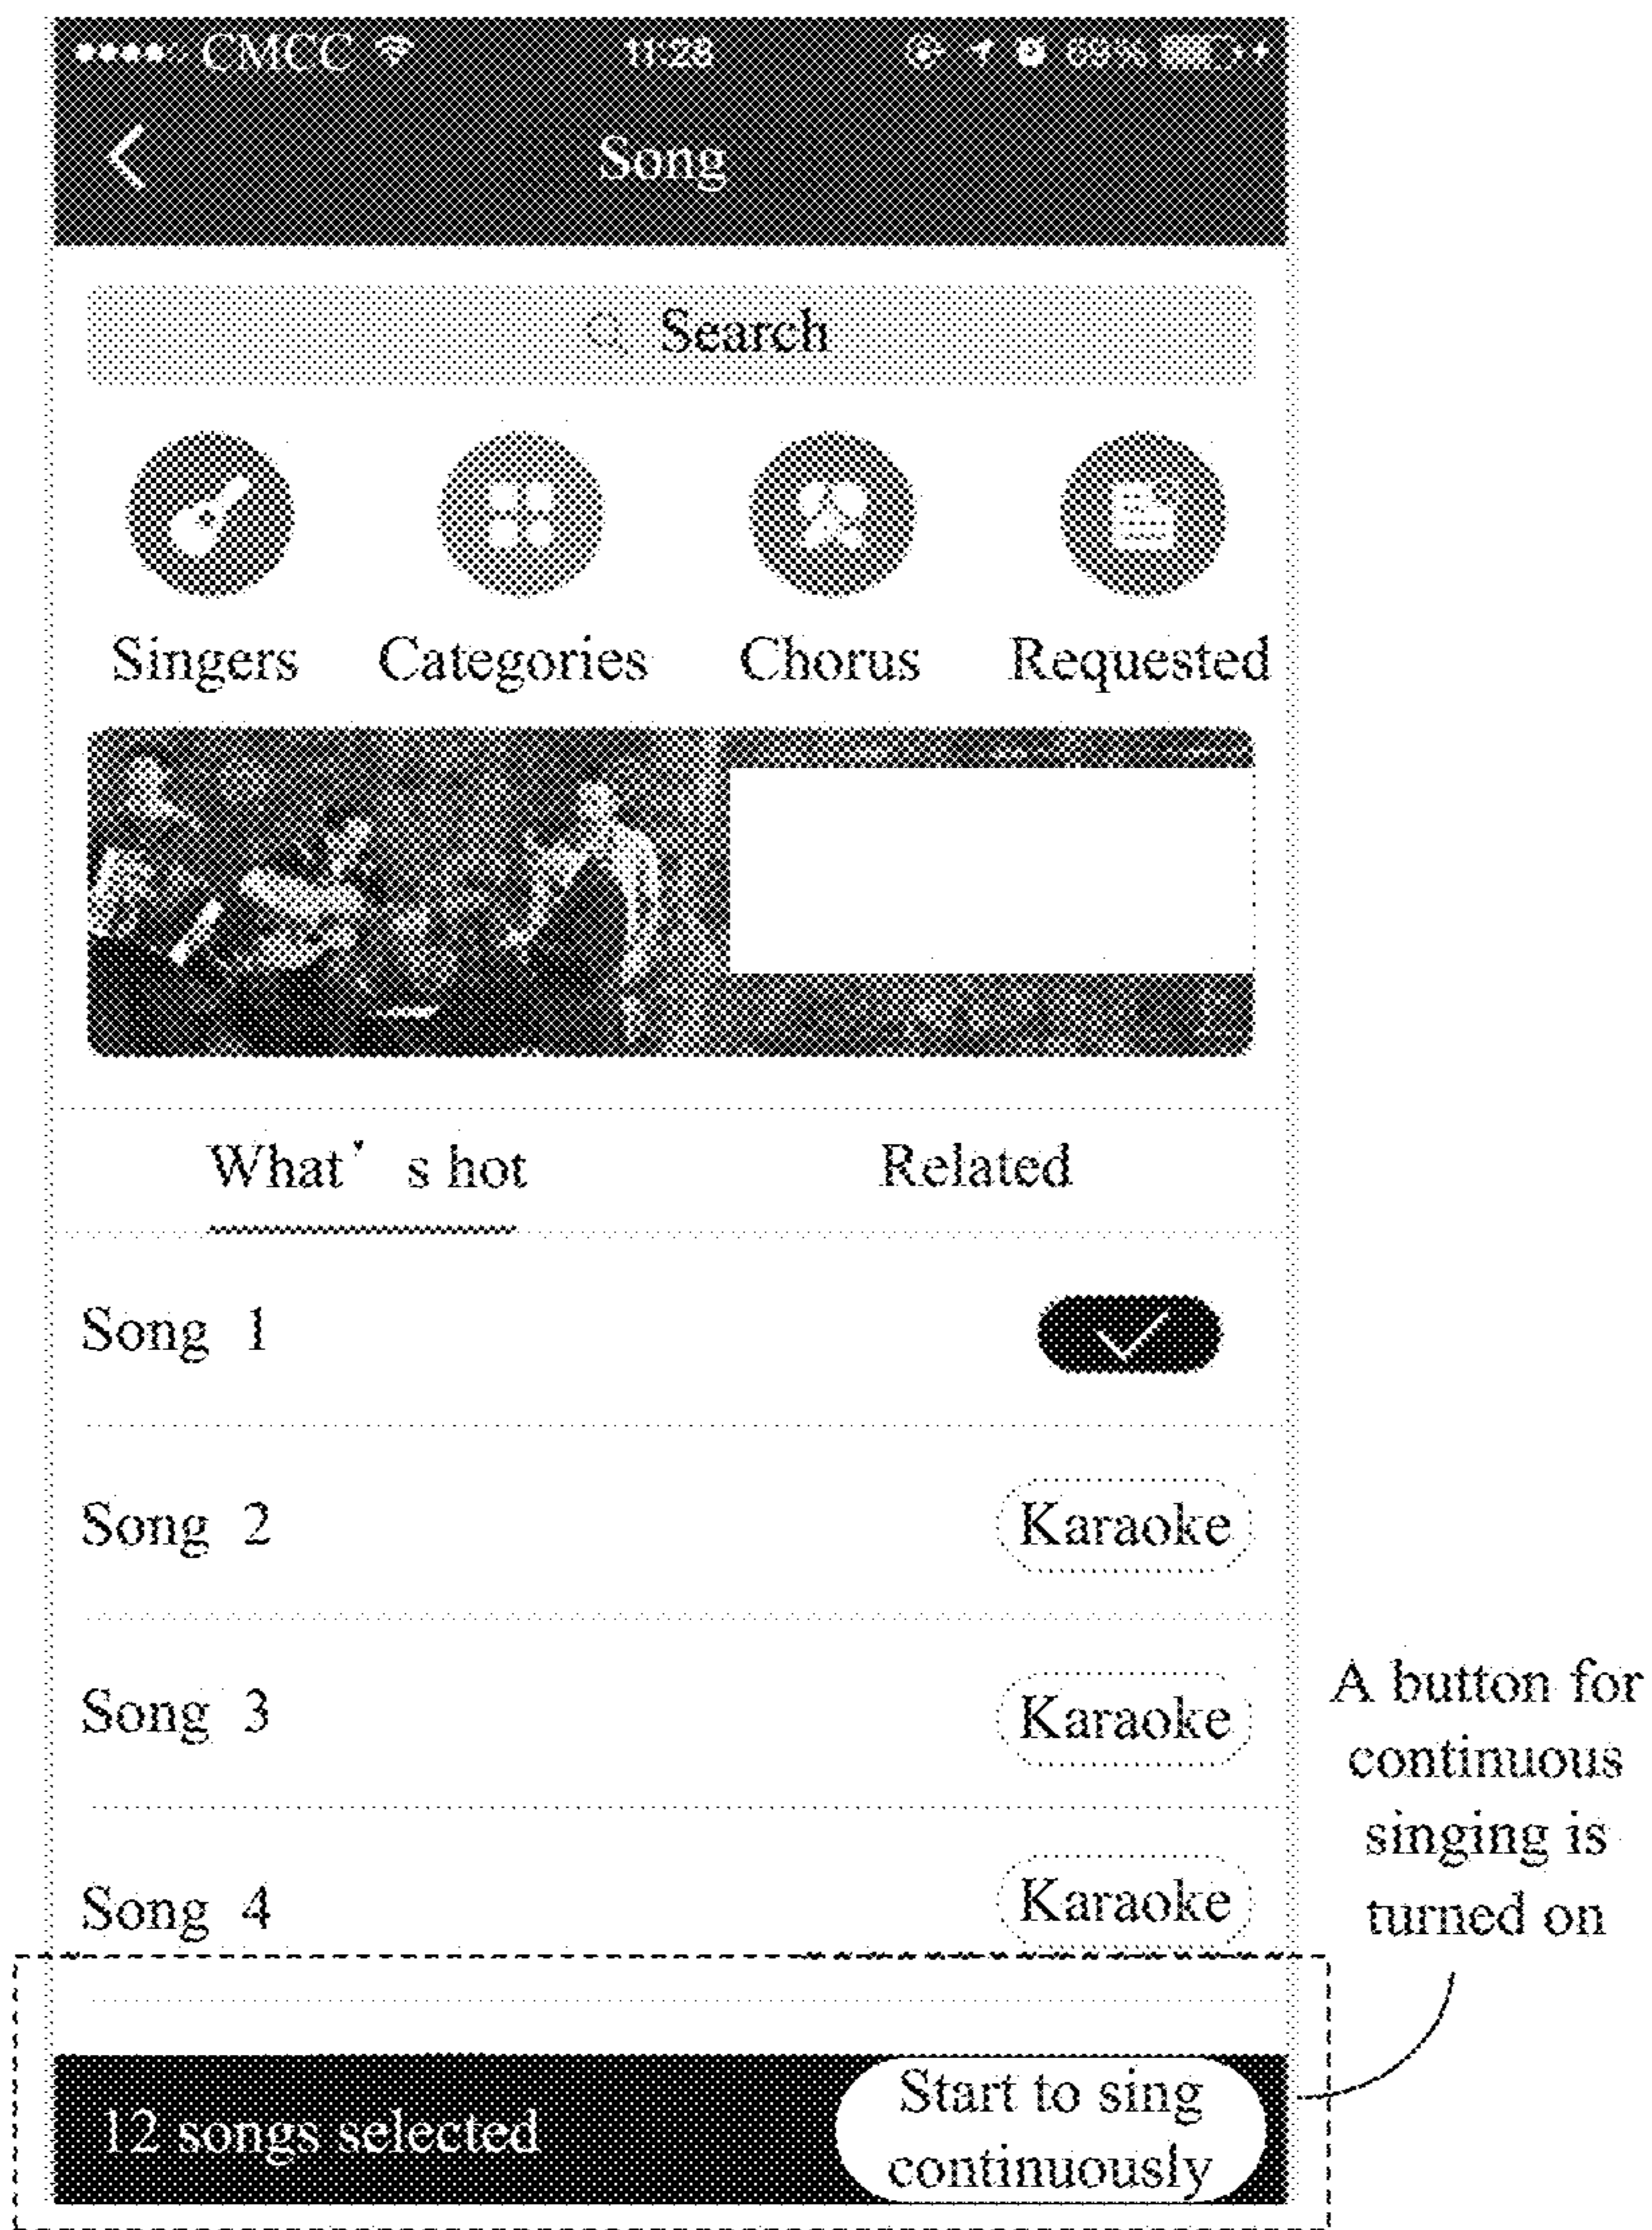 CMCC 11:28 69%
Song
Search
Singers Categories Chorus Requested
What's hot Related
Song 1
Song 2 Karaoke
Song 3 Karaoke
Song 4 Karaoke
A button for
continuous
singing is
turned on
12 songs selected
Start to sing
continuously